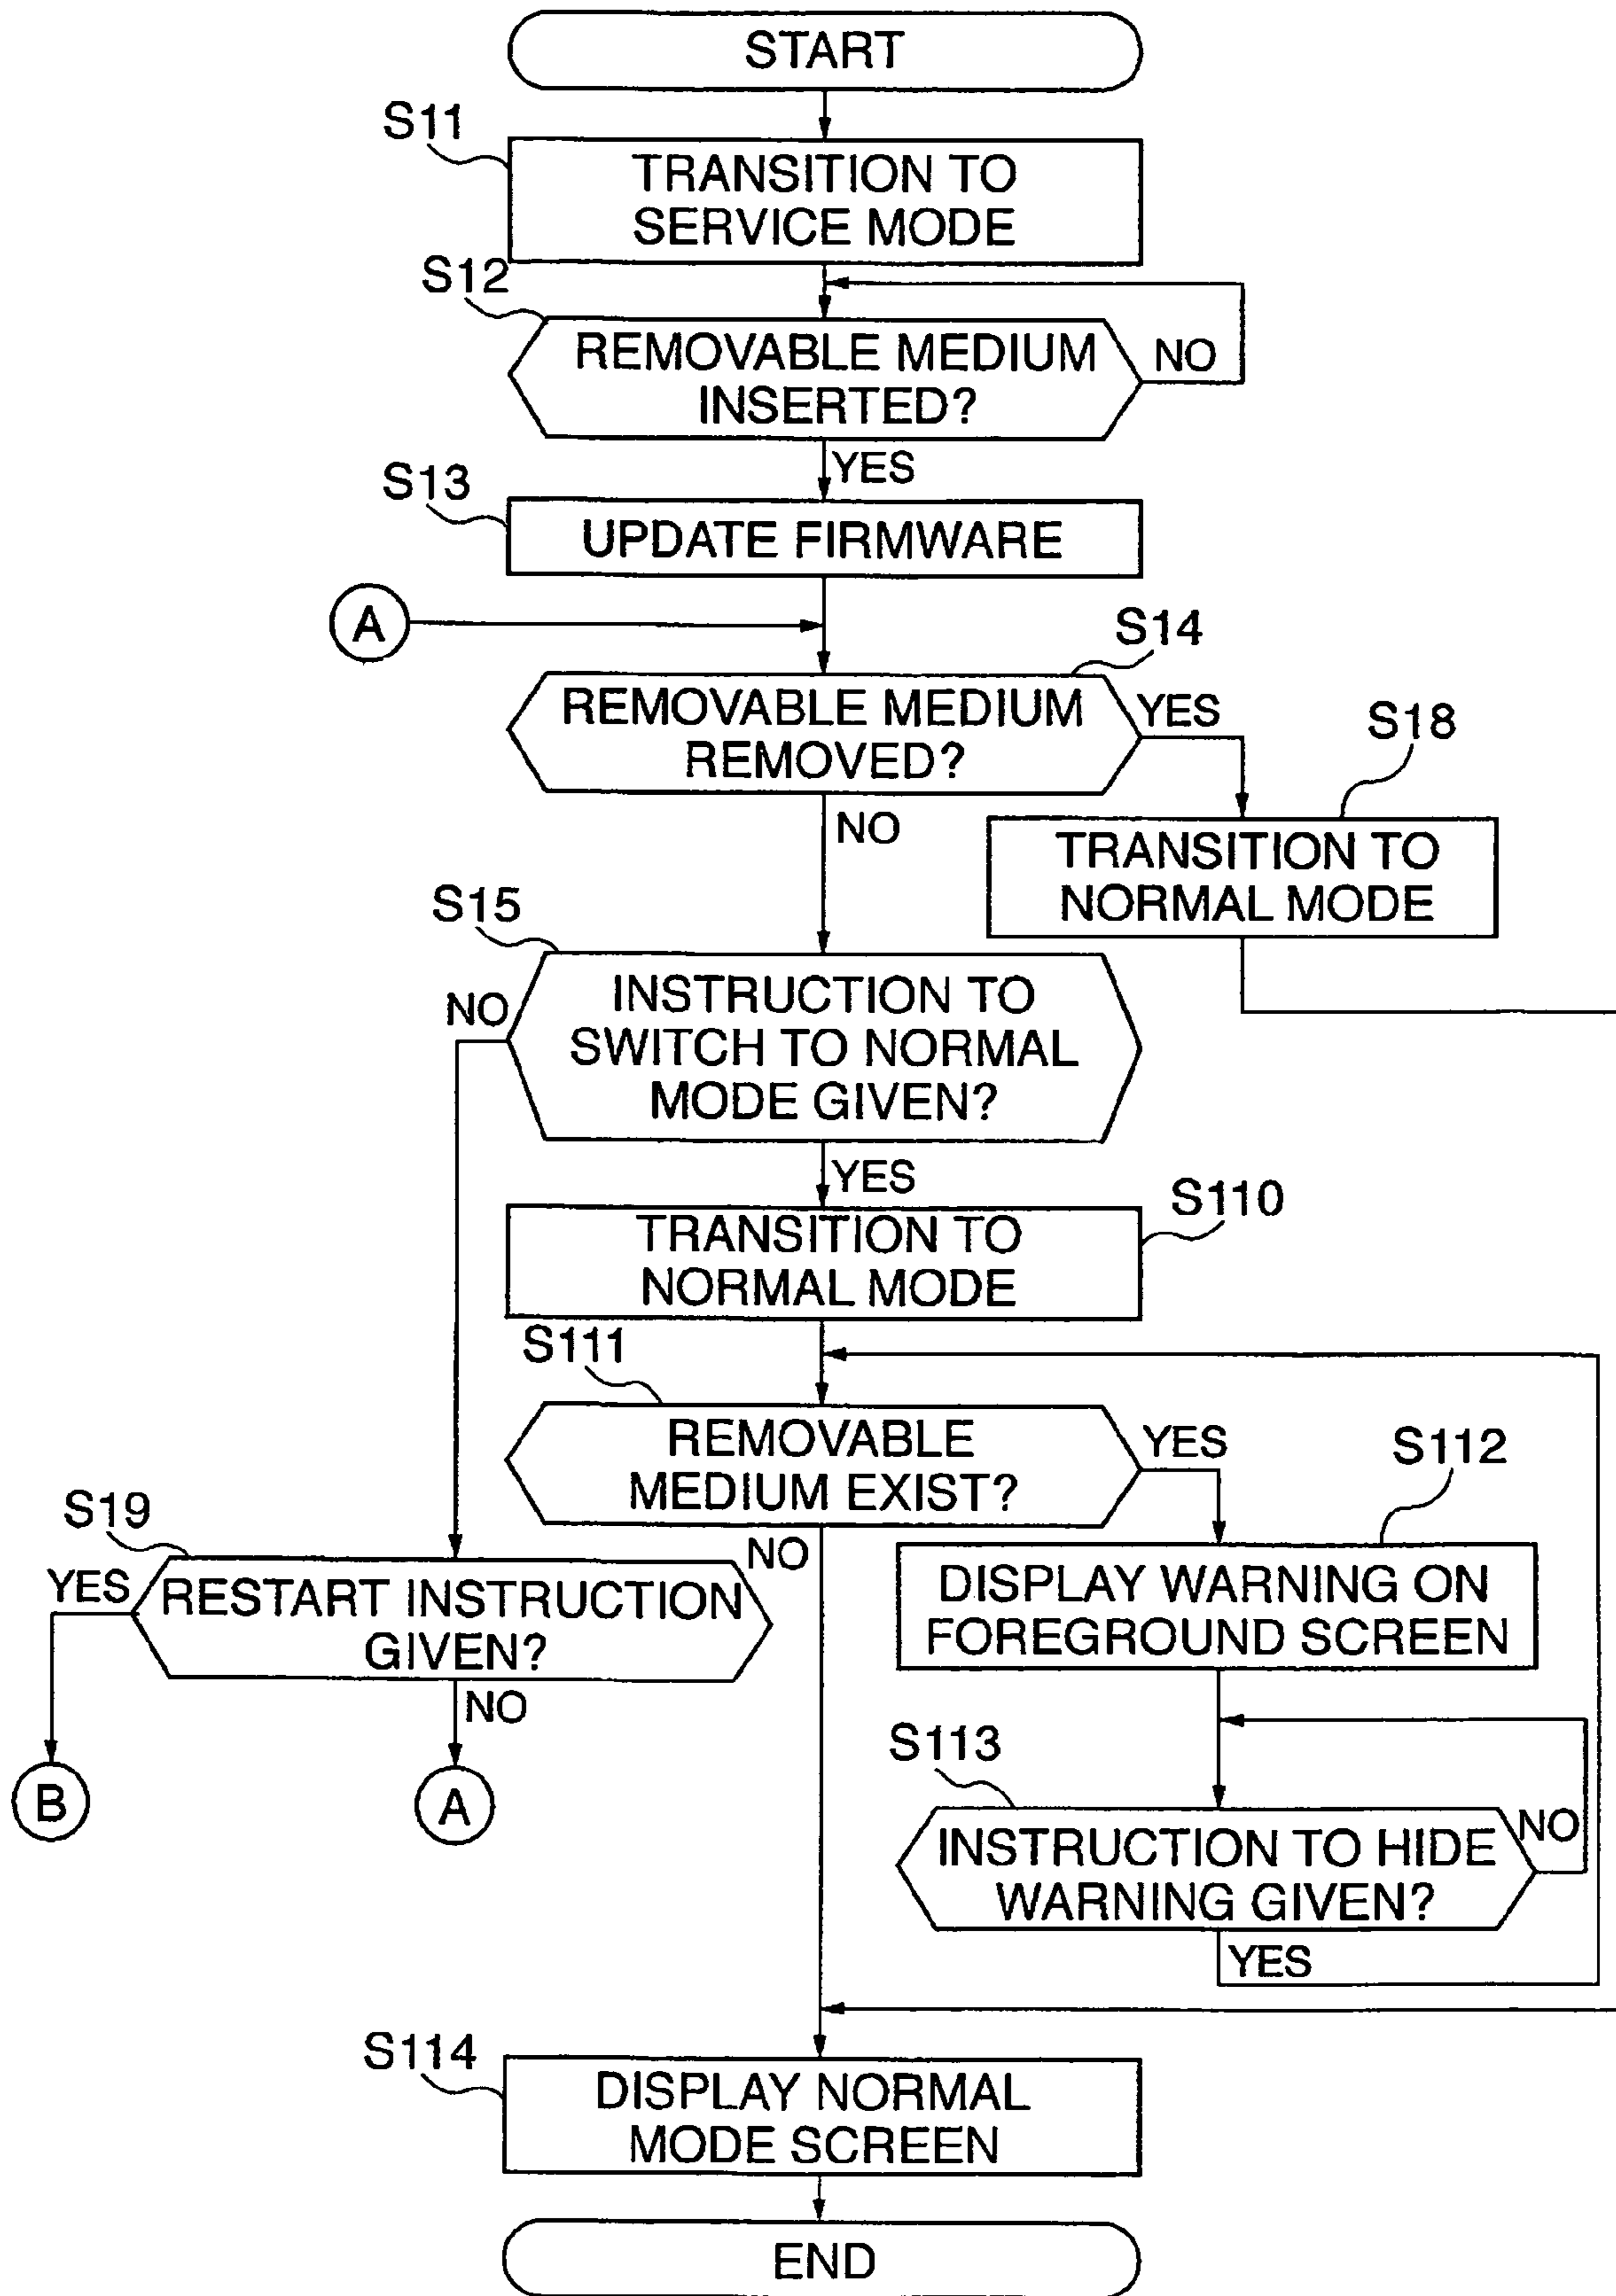 START
S11
TRANSITION TO
SERVICE MODE
S12
REMOVABLE MEDIUM
INSERTED?
NO
YES
S13
UPDATE FIRMWARE
A
S14
REMOVABLE MEDIUM
REMOVED?
YES
NO
S18
TRANSITION TO
NORMAL MODE
S15
INSTRUCTION TO
SWITCH TO NORMAL
MODE GIVEN?
NO
YES
S110
TRANSITION TO
NORMAL MODE
S111
REMOVABLE
MEDIUM EXIST?
YES
NO
S112
DISPLAY WARNING ON
FOREGROUND SCREEN
S19
RESTART INSTRUCTION
GIVEN?
YES
NO
B
A
S113
INSTRUCTION TO HIDE
WARNING GIVEN?
NO
YES
S114
DISPLAY NORMAL
MODE SCREEN
END